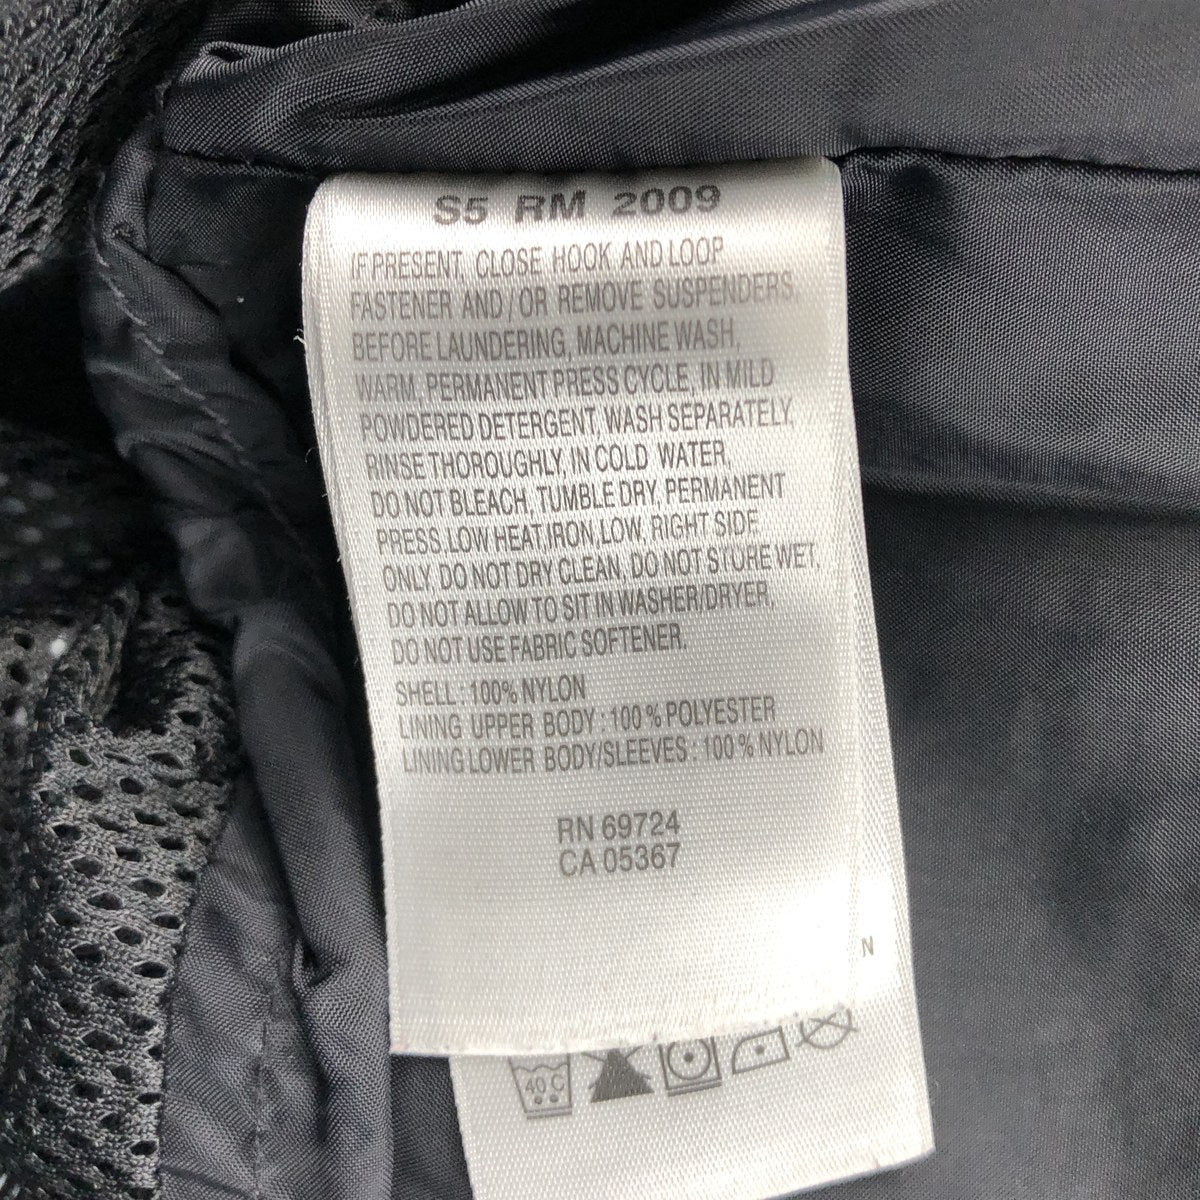 S5 RM 2009
IF PRESENT, CLOSE HOOK AND LOOP
FASTENER AND/OR REMOVE SUSPENDERS
BEFORE LAUNDERING, MACHINE WASH
WARM, PERMANENT PRESS CYCLE, IN MILD
POWDERED DETERGENT. WASH SEPARATELY,
RINSE THOROUGHLY, IN COLD WATER,
DO NOT BLEACH, TUMBLE DRY, PERMANENT
PRESS, LOW HEAT, IRON LOW, RIGHT SIDE
ONLY. DO NOT DRY CLEAN, DO NOT STORE WET,
DO NOT ALLOW TO SIT IN WASHER/DRYER,
DO NOT USE FABRIC SOFTENER.
SHELL : 100% NYLON
LINING UPPER BODY : 100 % POLYESTER
LINING LOWER BODY/SLEEVES : 100 % NYLON
RN 69724
CA 05367
N
40 C